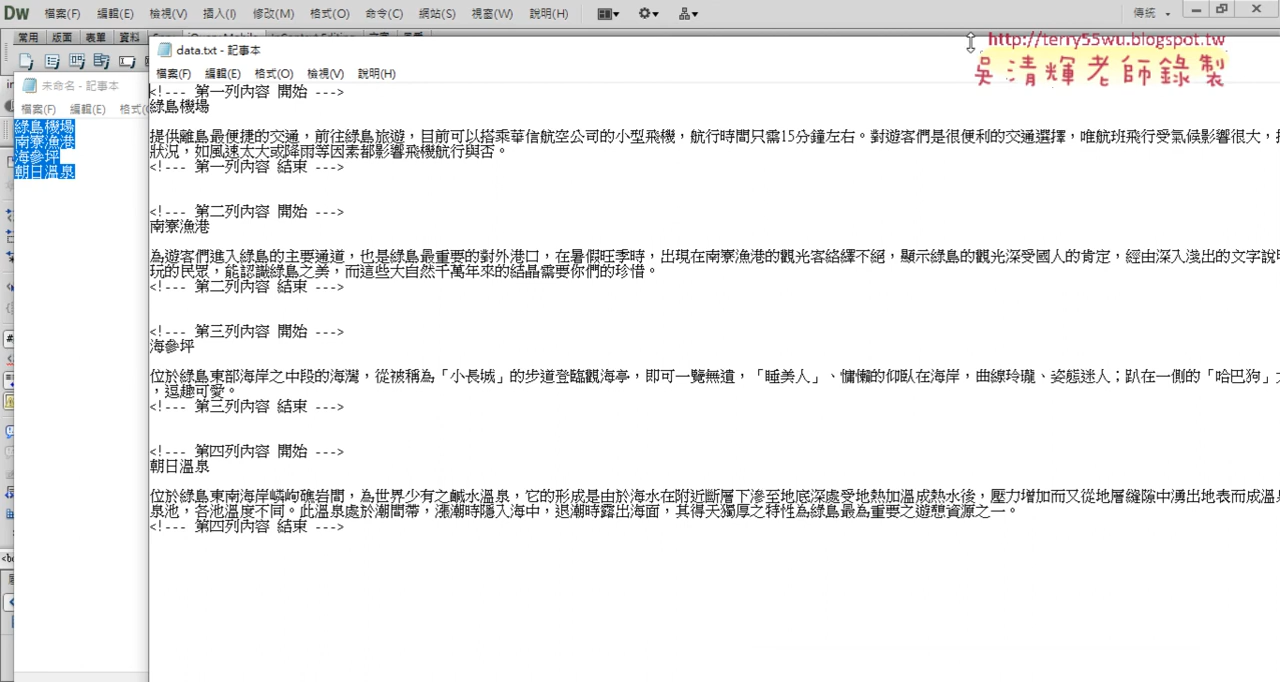 Dw 檔案(F) 編輯(E) 檢視(V) 插入(I) 修改(M) 格式(O) 命令(C) 網站(S) 視窗(W) 說明(H) 傳統
http://terry55wu.blogspot.tw
吳清輝老師錄製
常用 版面 表單 資料
data.txt - 記事本
檔案(F) 編輯(E) 格式(O) 檢視(V) 說明(H)
未命名 - 記事本
檔案(F) 編輯(E) 格式(
綠島機場
南寮漁港
海參坪
朝日溫泉
<!--- 第一列內容 開始 --->
綠島機場
提供離島最便捷的交通，前往綠島旅遊，目前可以搭乘華信航空公司的小型飛機，航行時間只需15分鐘左右。對遊客們是很便利的交通選擇，唯航班飛行受氣候影響很大，
狀況，如風速太大或降雨等因素都影響飛機航行與否。
<!--- 第一列內容 結束 --->
<!--- 第二列內容 開始 --->
南寮漁港
為遊客們進入綠島的主要通道，也是綠島最重要的對外港口，在暑假旺季時，出現在南寮漁港的觀光客絡繹不絕，顯示綠島的觀光深受國人的肯定，經由深入淺出的文字說
玩的民眾，能認識綠島之美，而這些大自然千萬年來的結晶需要你們的珍惜。
<!--- 第二列內容 結束 --->
<!--- 第三列內容 開始 --->
海參坪
位於綠島東部海岸之中段的海灣，從被稱為「小長城」的步道登臨觀海亭，即可一覽無遺，「睡美人」、慵懶的仰臥在海岸，曲線玲瓏、姿態迷人；趴在一側的「哈巴狗」
，逗趣可愛。
<!--- 第三列內容 結束 --->
<!--- 第四列內容 開始 --->
朝日溫泉
位於綠島東南海岸嶙峋礁岩間，為世界少有之鹹水溫泉，它的形成是由於海水在附近斷層下滲至地底深處受地熱加溫成熱水後，壓力增加而又從地層縫隙中湧出地表而成溫
泉池，各池溫度不同。此溫泉處於潮間帶，漲潮時隱入海中，退潮時露出海面，其得天獨厚之特性為綠島最為重要之遊憩資源之一。
<!--- 第四列內容 結束 --->